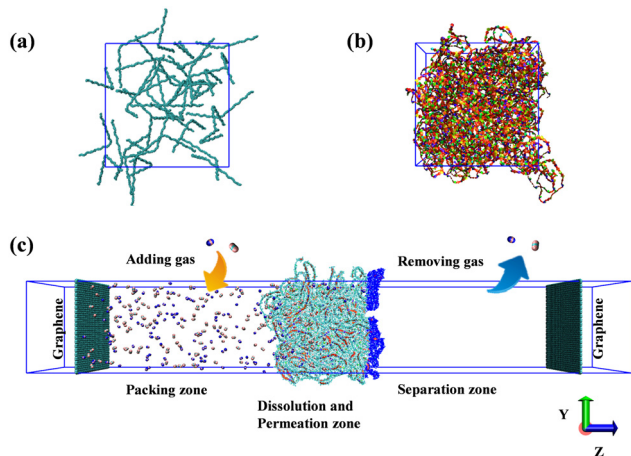 (a)
(b)
(c)
Adding gas
Removing gas
Graphene
Graphene
Packing zone
Separation zone
Dissolution and
Permeation zone
Y
Z